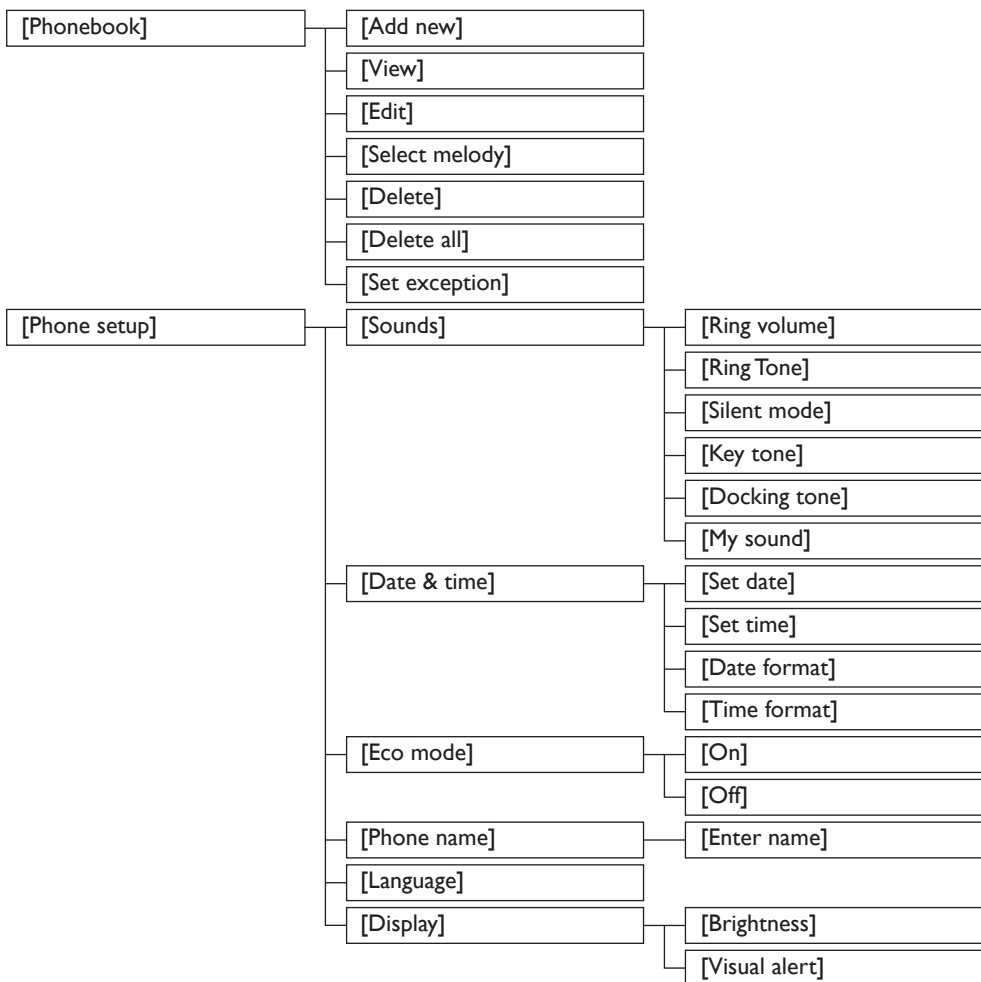 [Phonebook] [Add new]
[View]
[Edit]
[Select melody]
[Delete]
[Delete all]
[Set exception]
[Phone setup] [Sounds] [Ring volume]
[Ring Tone]
[Silent mode]
[Key tone]
[Docking tone]
[My sound]
[Date & time] [Set date]
[Set time]
[Date format]
[Time format]
[Eco mode] [On]
[Off]
[Phone name] [Enter name]
[Language]
[Display] [Brightness]
[Visual alert]